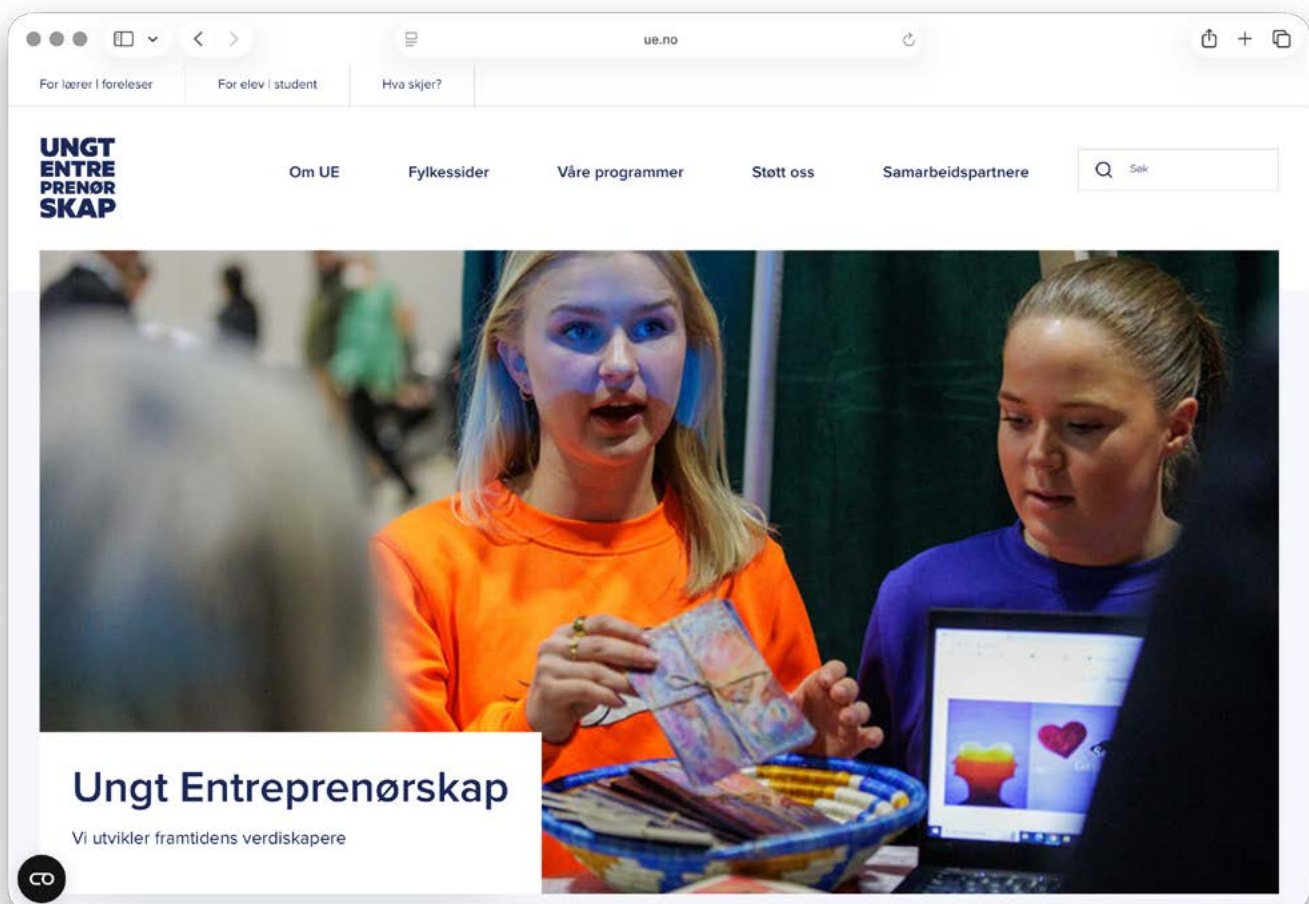 ue.no
For lærer | foreleser
For elev | student
Hva skjer?
UNGT
ENTRE
PRENØR
SKAP
Om UE
Fylkessider
Våre programmer
Støtt oss
Samarbeidspartnere
Søk
Ungt Entreprenørskap
Vi utvikler framtidens verdiskapere